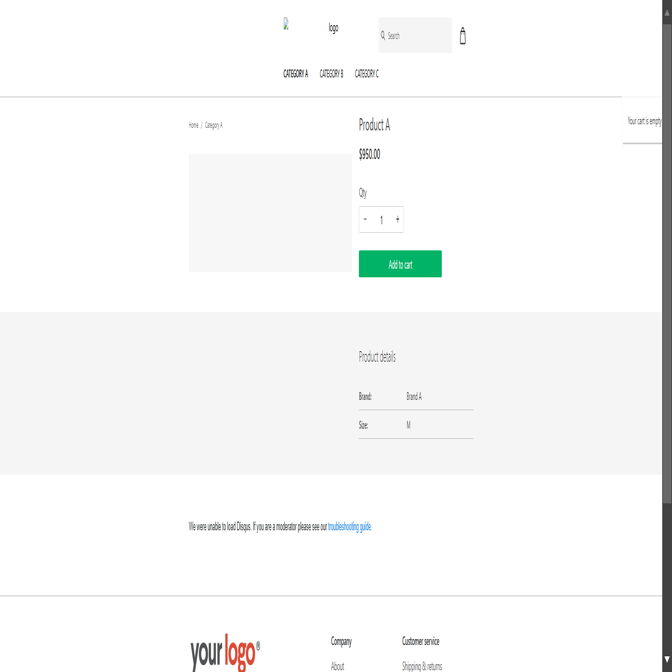 logo
Search
CATEGORY A CATEGORY B CATEGORY C
Your cart is empty
Home / Category A
Product A
$950.00
Qty
− 1 +
Add to cart
Product details
Brand: Brand A
Size: M
We were unable to load Disqus. If you are a moderator please see our troubleshooting guide.
yourlogo®
Company
Customer service
About
Shipping & returns